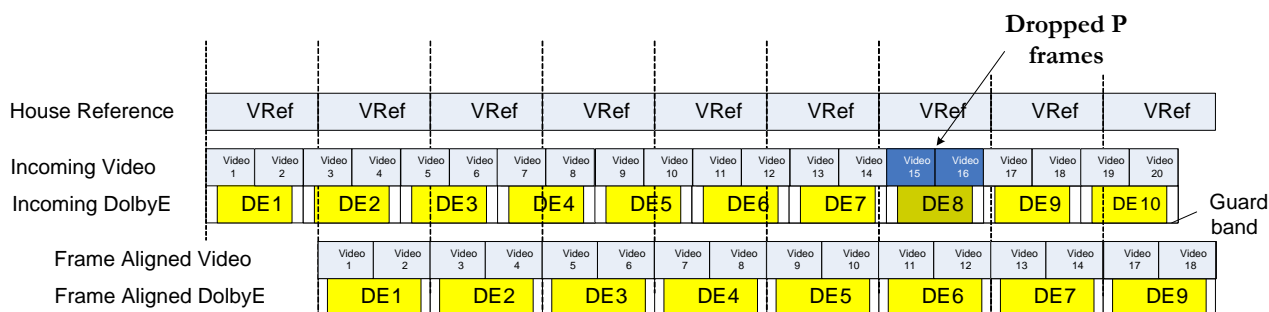 Dropped P
frames
House Reference VRef VRef VRef VRef VRef VRef VRef VRef VRef
Incoming Video Video 1 Video 2 Video 3 Video 4 Video 5 Video 6 Video 7 Video 8 Video 9 Video 10 Video 11 Video 12 Video 13 Video 14 Video 15 Video 16 Video 17 Video 18 Video 19 Video 20
Incoming DolbyE DE1 DE2 DE3 DE4 DE5 DE6 DE7 DE8 DE9 DE10
Guard
band
Frame Aligned Video Video 1 Video 2 Video 3 Video 4 Video 5 Video 6 Video 7 Video 8 Video 9 Video 10 Video 11 Video 12 Video 13 Video 14 Video 17 Video 18
Frame Aligned DolbyE DE1 DE2 DE3 DE4 DE5 DE6 DE7 DE9